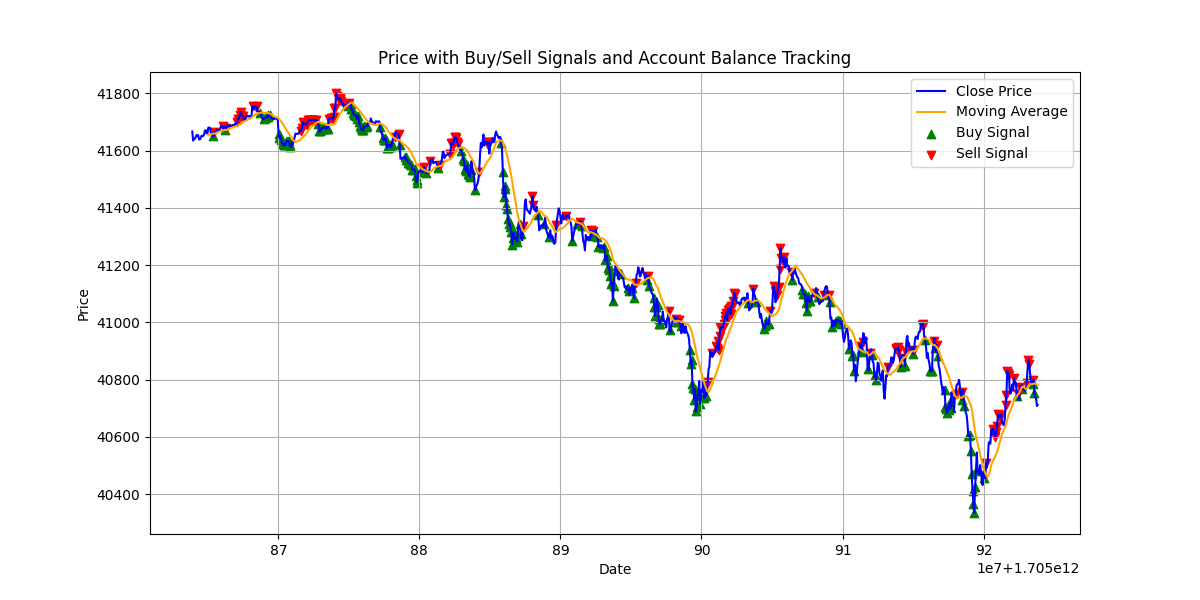 Price with Buy/Sell Signals and Account Balance Tracking
Close Price
Moving Average
Buy Signal
Sell Signal
Price
41800
41600
41400
41200
41000
40800
40600
40400
87 88 89 90 91 92
Date
1e7+1.705e12